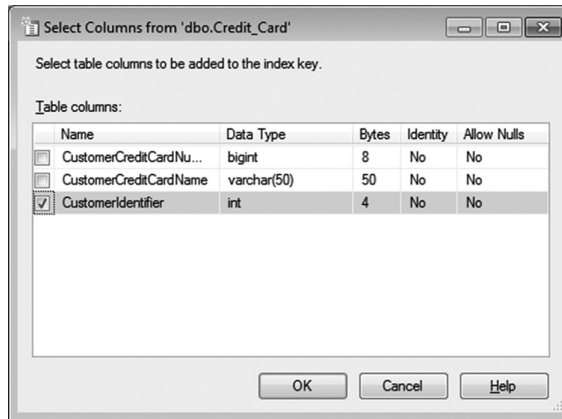 Select Columns from 'dbo.Credit_Card'
Select table columns to be added to the index key.
Table columns:
Name Data Type Bytes Identity Allow Nulls
CustomerCreditCardNu... bigint 8 No No
CustomerCreditCardName varchar(50) 50 No No
CustomerIdentifier int 4 No No
OK Cancel Help